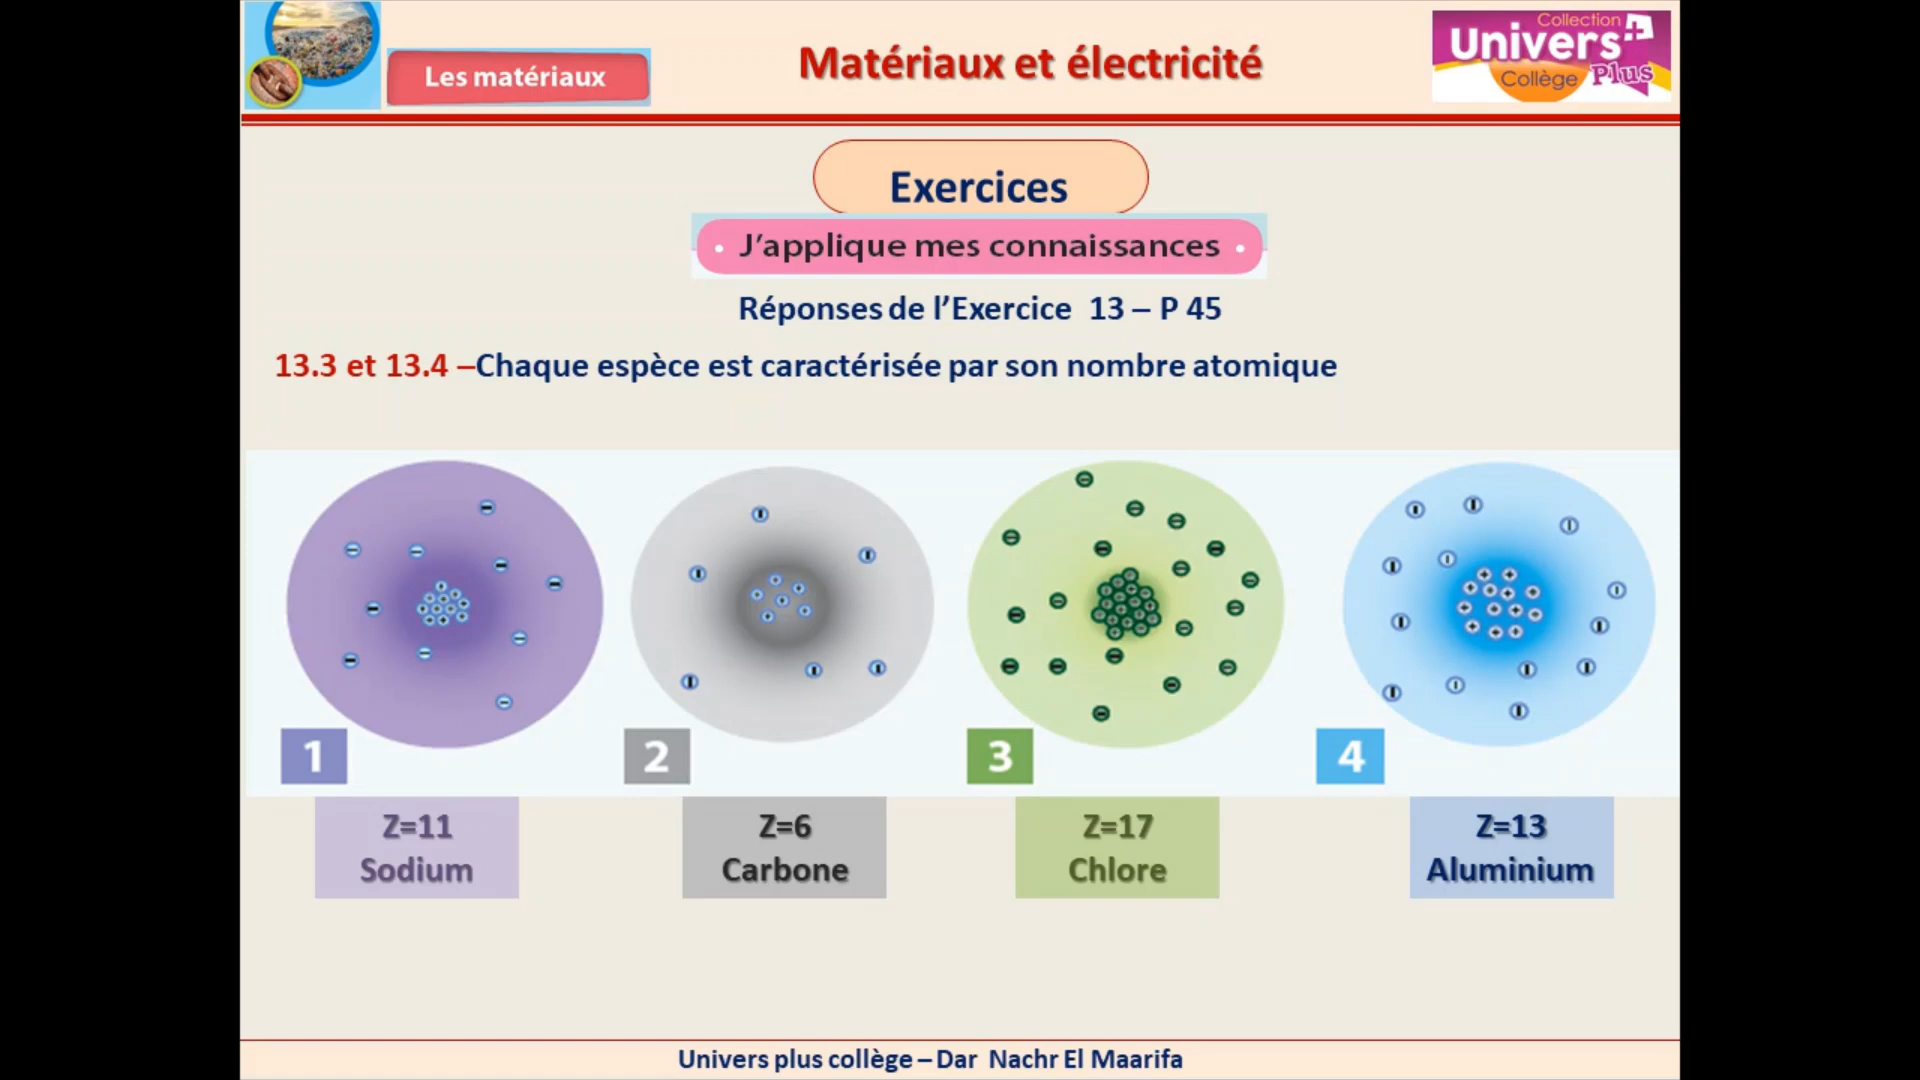 Les matériaux
Matériaux et électricité
Collection
Univers
Collège Plus
Exercices
• J'applique mes connaissances •
Réponses de l'Exercice 13 – P 45
13.3 et 13.4 –Chaque espèce est caractérisée par son nombre atomique
1
2
3
4
Z=11
Sodium
Z=6
Carbone
Z=17
Chlore
Z=13
Aluminium
Univers plus collège – Dar Nachr El Maarifa